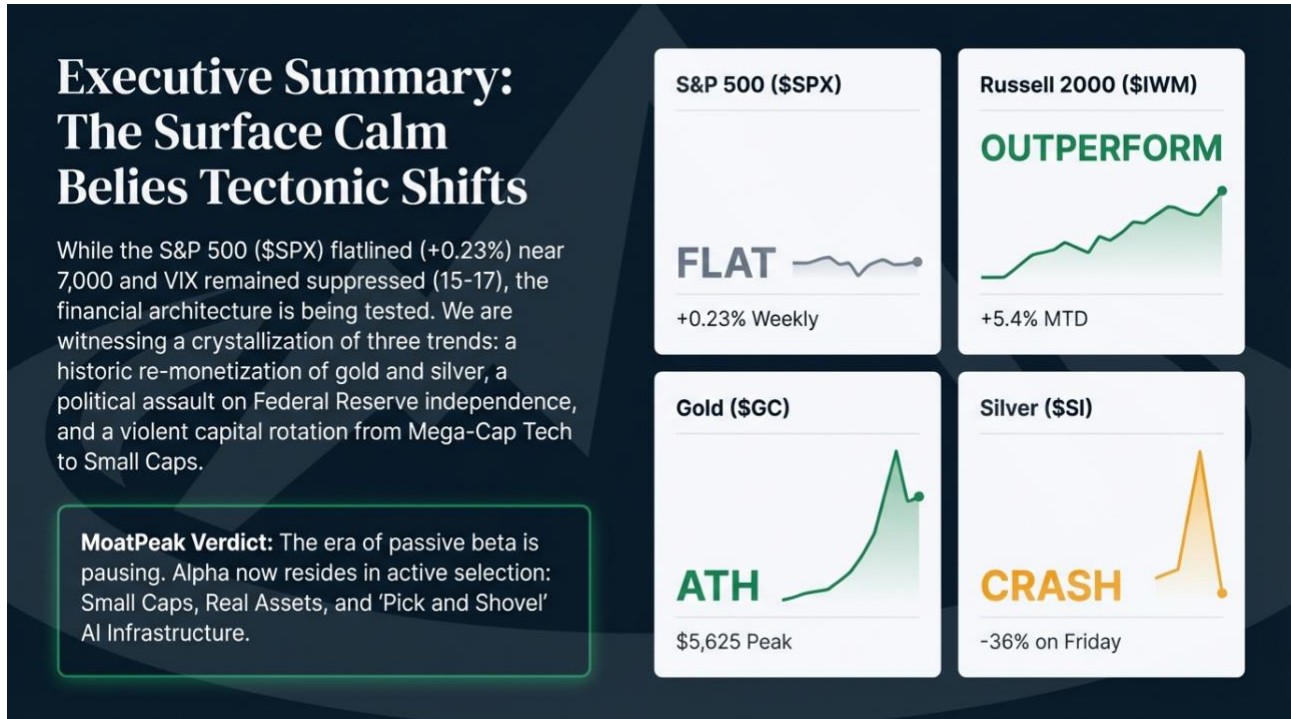 Executive Summary:
The Surface Calm
Belies Tectonic Shifts
While the S&P 500 ($SPX) flatlined (+0.23%) near
7,000 and VIX remained suppressed (15-17), the
financial architecture is being tested. We are
witnessing a crystallization of three trends: a
historic re-monetization of gold and silver, a
political assault on Federal Reserve independence,
and a violent capital rotation from Mega-Cap Tech
to Small Caps.
MoatPeak Verdict: The era of passive beta is
pausing. Alpha now resides in active selection:
Small Caps, Real Assets, and ‘Pick and Shovel’
AI Infrastructure.
S&P 500 ($SPX)
FLAT
+0.23% Weekly
Russell 2000 ($IWM)
OUTPERFORM
+5.4% MTD
Gold ($GC)
ATH
$5,625 Peak
Silver ($SI)
CRASH
-36% on Friday